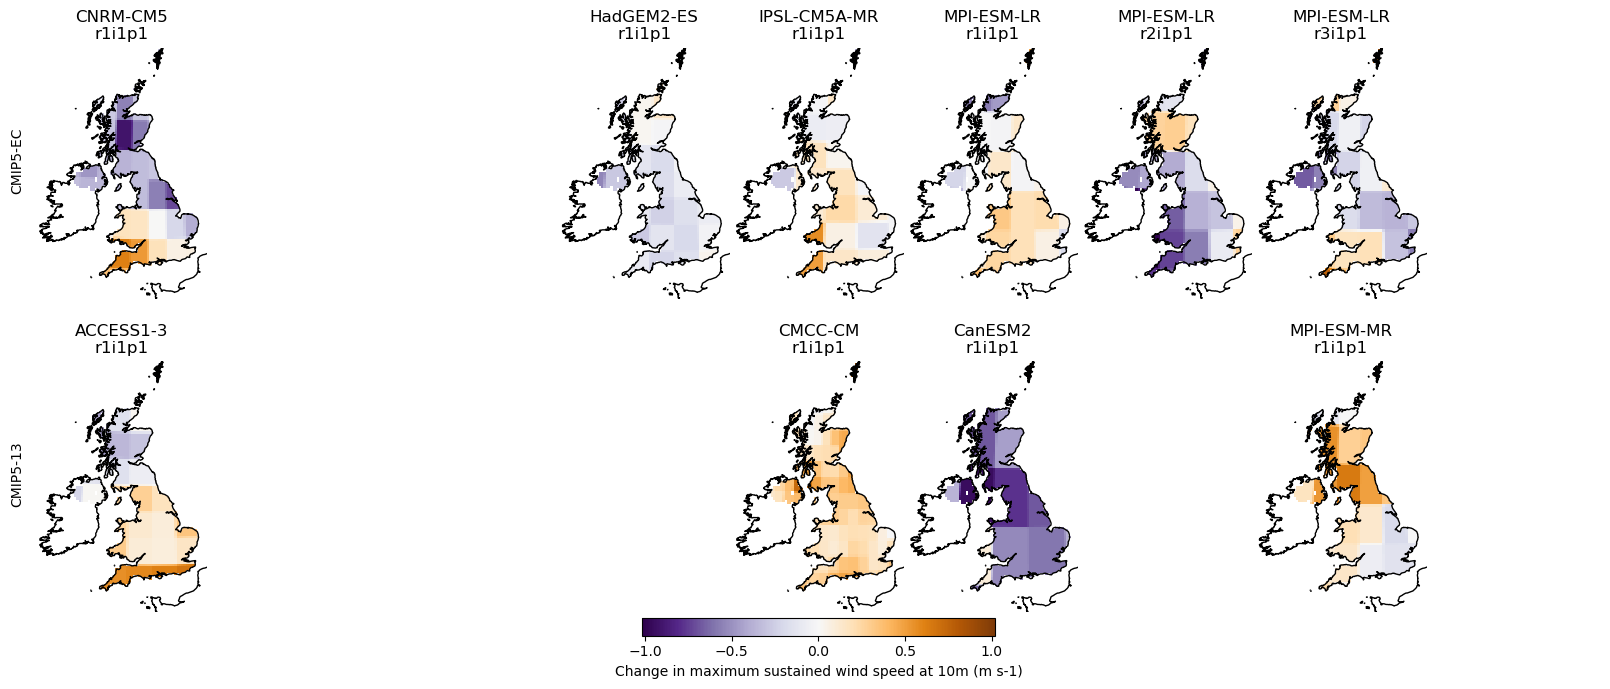 CNRM-CM5
r1i1p1
HadGEM2-ES
r1i1p1
IPSL-CM5A-MR
r1i1p1
MPI-ESM-LR
r1i1p1
MPI-ESM-LR
r2i1p1
MPI-ESM-LR
r3i1p1
CMIP5-EC
ACCESS1-3
r1i1p1
CMCC-CM
r1i1p1
CanESM2
r1i1p1
MPI-ESM-MR
r1i1p1
CMIP5-13
−1.0 −0.5 0.0 0.5 1.0
Change in maximum sustained wind speed at 10m (m s-1)